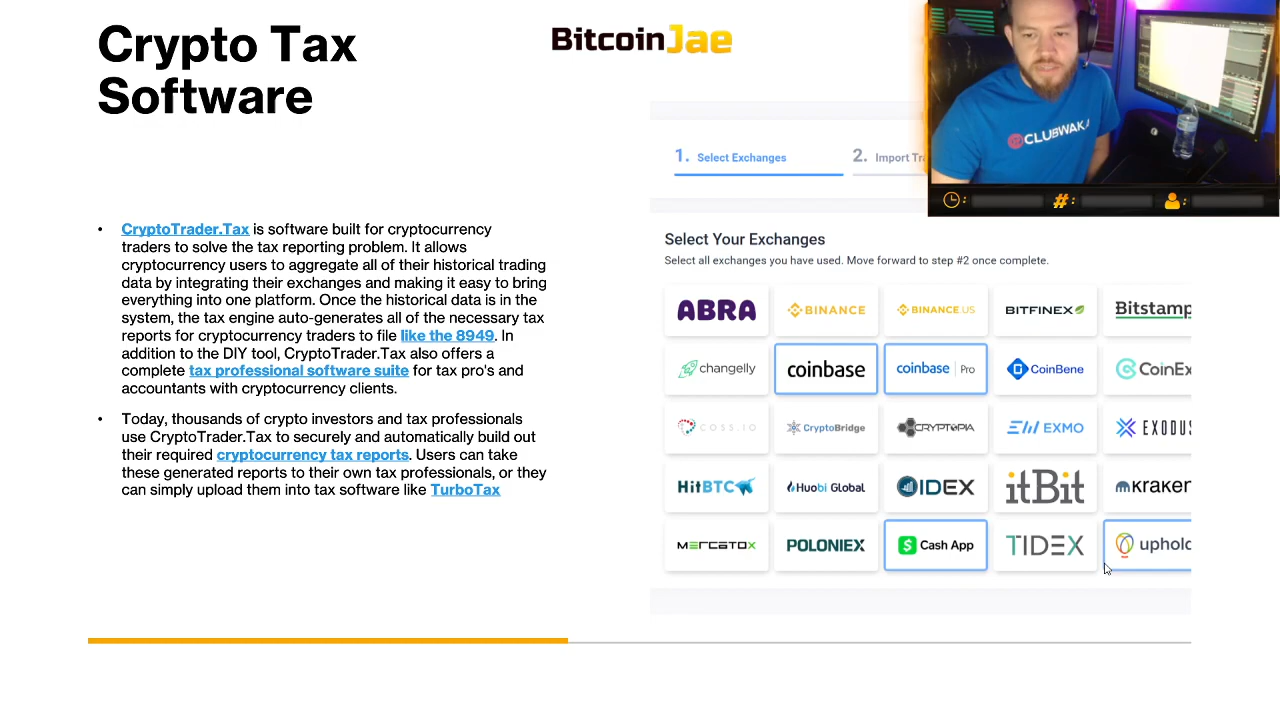 Crypto Tax
Software
BitcoinJae
CLUBWAKA
• CryptoTrader.Tax is software built for cryptocurrency
traders to solve the tax reporting problem. It allows
cryptocurrency users to aggregate all of their historical trading
data by integrating their exchanges and making it easy to bring
everything into one platform. Once the historical data is in the
system, the tax engine auto-generates all of the necessary tax
reports for cryptocurrency traders to file like the 8949. In
addition to the DIY tool, CryptoTrader.Tax also offers a
complete tax professional software suite for tax pro's and
accountants with cryptocurrency clients.
• Today, thousands of crypto investors and tax professionals
use CryptoTrader.Tax to securely and automatically build out
their required cryptocurrency tax reports. Users can take
these generated reports to their own tax professionals, or they
can simply upload them into tax software like TurboTax
1. Select Exchanges 2. Import Tr
: #: :
Select Your Exchanges
Select all exchanges you have used. Move forward to step #2 once complete.
ABRA BINANCE BINANCE.US BITFINEX Bitstamp
changelly coinbase coinbase Pro CoinBene CoinEx
COSS.IO CryptoBridge CRYPTOPIA EXMO EXODUS
HitBTC Huobi Global IDEX itBit kraken
MERCATOX POLONIEX Cash App TIDEX uphold